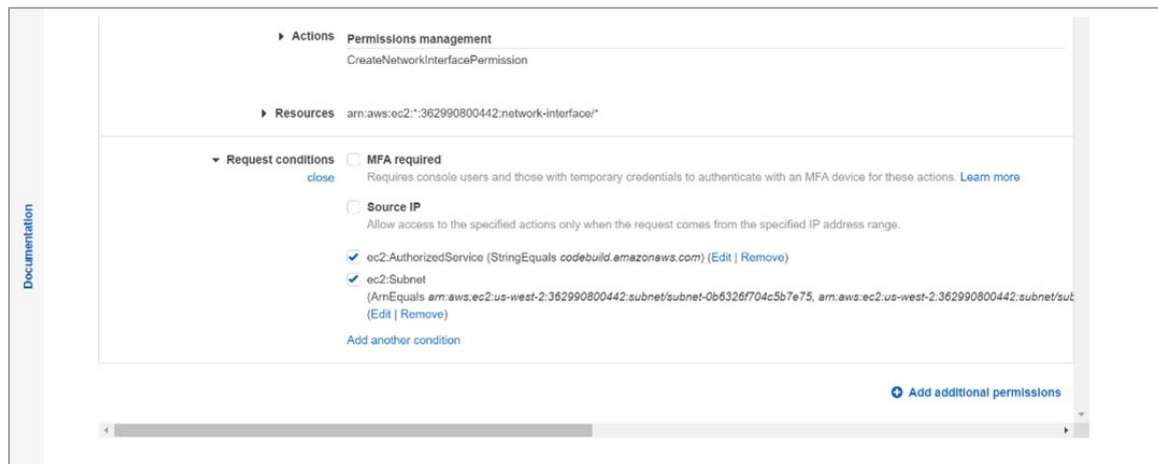 Actions Permissions management
CreateNetworkInterfacePermission
Resources arn:aws:ec2:*:362990800442:network-interface/*
Request conditions MFA required
close Requires console users and those with temporary credentials to authenticate with an MFA device for these actions. Learn more
Source IP
Allow access to the specified actions only when the request comes from the specified IP address range.
Documentation
ec2:AuthorizedService (StringEquals codebuild.amazonaws.com) (Edit | Remove)
ec2:Subnet
(ArnEquals arn:aws:ec2:us-west-2:362990800442:subnet/subnet-0b6326f704c5b7e75, arn:aws:ec2:us-west-2:362990800442:subnet/sub
(Edit | Remove)
Add another condition
Add additional permissions